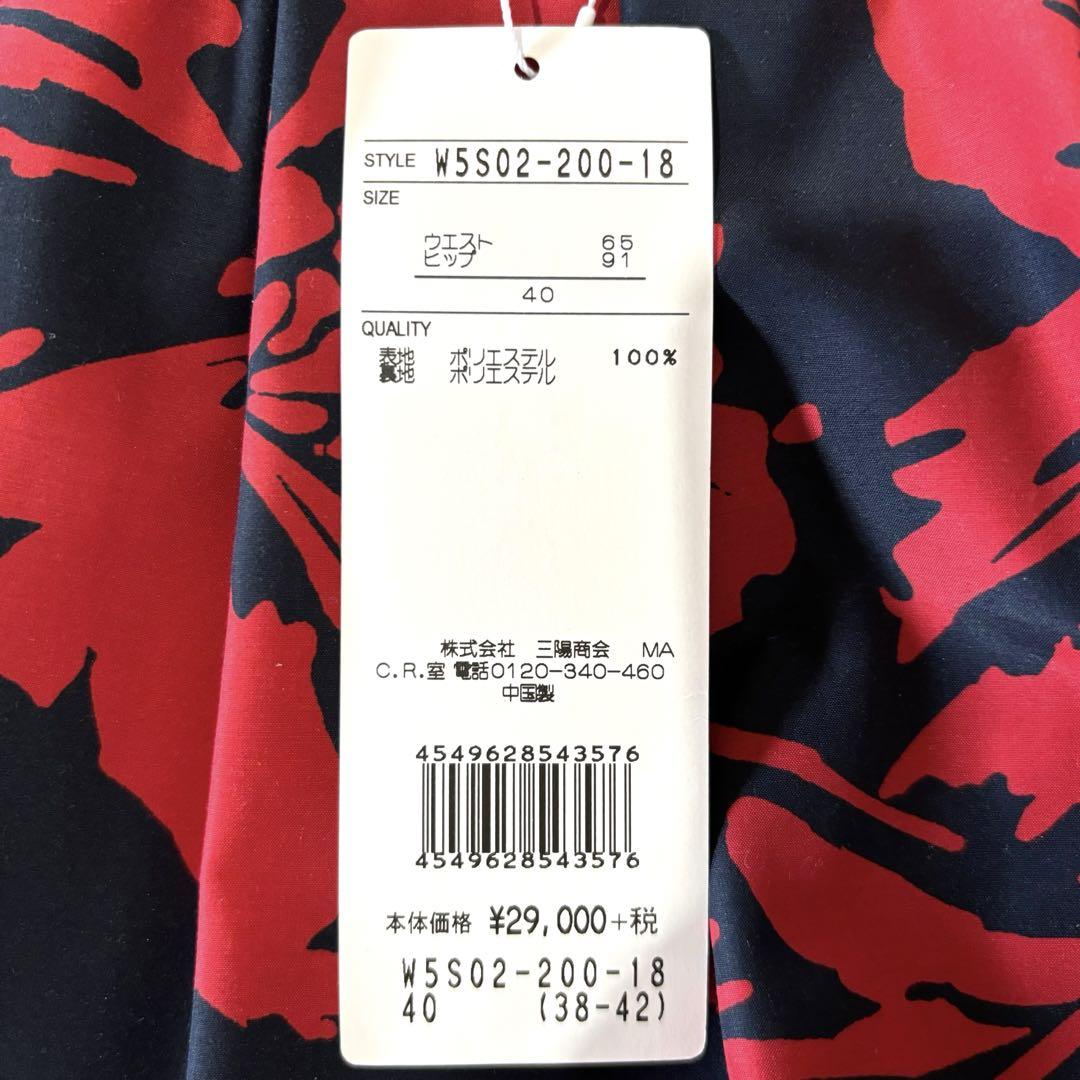 STYLE W5S02-200-18
SIZE
ウエスト 65
ヒップ 91
40
QUALITY
表地 ポリエステル 100%
裏地 ポリエステル
株式会社 三陽商会 MA
C.R.室 電話0120-340-460
中国製
4549628543576
4549628543576
本体価格 ¥29,000+税
W5S02-200-18
40 (38-42)